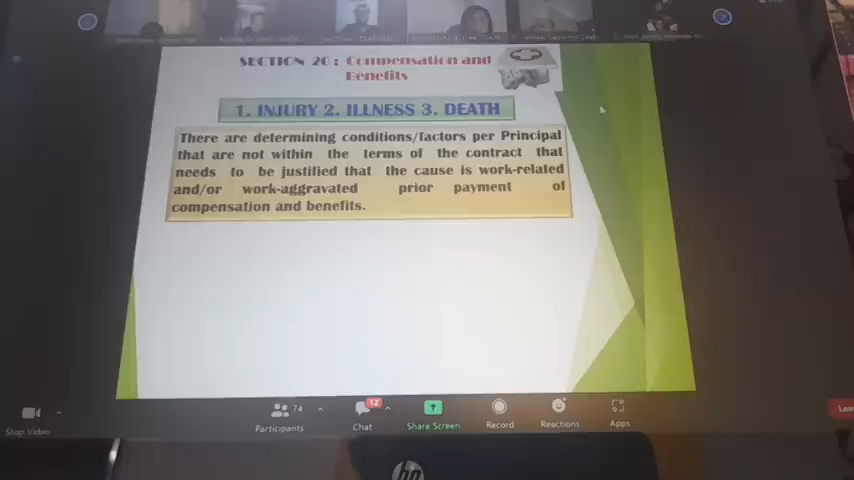 SECTION 20 : Compensation and
Benefits
1. INJURY 2. ILLNESS 3. DEATH
There are determining conditions/factors per Principal
that are not within the terms of the contract that
needs to be justified that the cause is work-related
and/or work-aggravated prior payment of
compensation and benefits.
Stop Video
74
Participants
12
Chat
Share Screen
Record
Reactions
Apps
Lea
hp